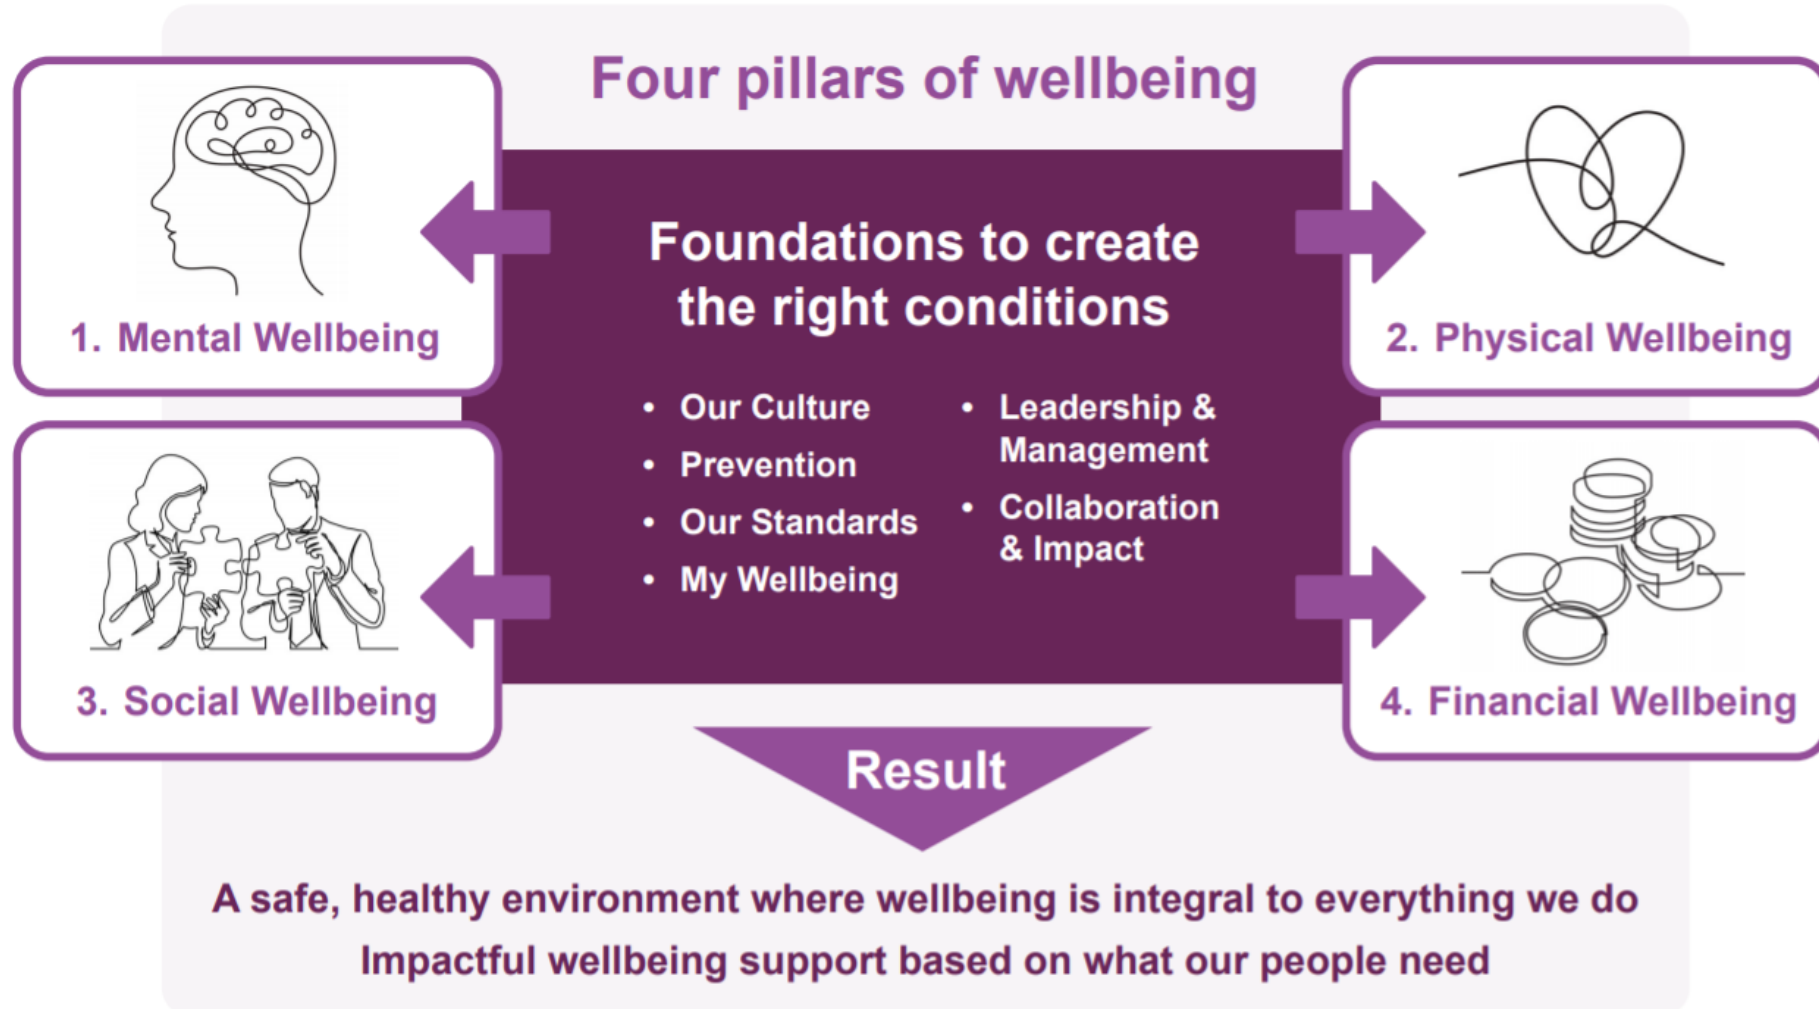 Four pillars of wellbeing
1. Mental Wellbeing
2. Physical Wellbeing
3. Social Wellbeing
4. Financial Wellbeing
Foundations to create
the right conditions
• Our Culture
• Prevention
• Our Standards
• My Wellbeing
• Leadership &
Management
• Collaboration
& Impact
Result
A safe, healthy environment where wellbeing is integral to everything we do
Impactful wellbeing support based on what our people need